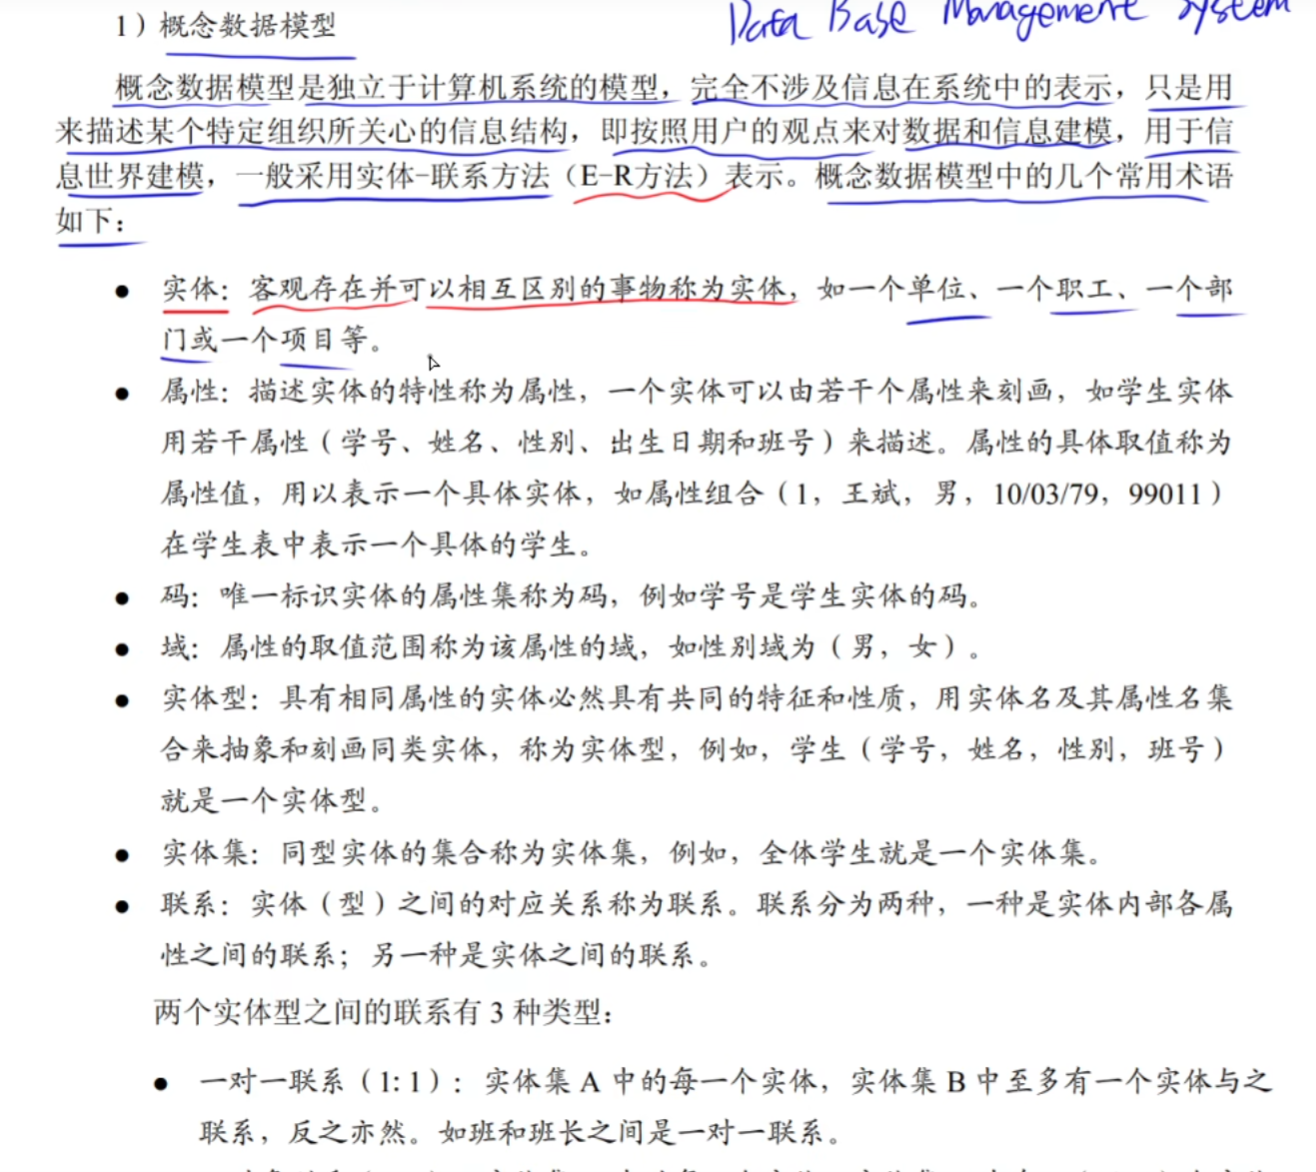 Data Base Management System
1）概念数据模型
概念数据模型是独立于计算机系统的模型，完全不涉及信息在系统中的表示，只是用
来描述某个特定组织所关心的信息结构，即按照用户的观点来对数据和信息建模，用于信
息世界建模，一般采用实体-联系方法（E-R方法）表示。概念数据模型中的几个常用术语
如下：
● 实体：客观存在并可以相互区别的事物称为实体，如一个单位、一个职工、一个部
门或一个项目等。
● 属性：描述实体的特性称为属性，一个实体可以由若干个属性来刻画，如学生实体
用若干属性（学号、姓名、性别、出生日期和班号）来描述。属性的具体取值称为
属性值，用以表示一个具体实体，如属性组合（1，王斌，男，10/03/79，99011）
在学生表中表示一个具体的学生。
● 码：唯一标识实体的属性集称为码，例如学号是学生实体的码。
● 域：属性的取值范围称为该属性的域，如性别域为（男，女）。
● 实体型：具有相同属性的实体必然具有共同的特征和性质，用实体名及其属性名集
合来抽象和刻画同类实体，称为实体型，例如，学生（学号，姓名，性别，班号）
就是一个实体型。
● 实体集：同型实体的集合称为实体集，例如，全体学生就是一个实体集。
● 联系：实体（型）之间的对应关系称为联系。联系分为两种，一种是实体内部各属
性之间的联系；另一种是实体之间的联系。
两个实体型之间的联系有 3 种类型：
● 一对一联系（1:1）：实体集 A 中的每一个实体，实体集 B 中至多有一个实体与之
联系，反之亦然。如班和班长之间是一对一联系。